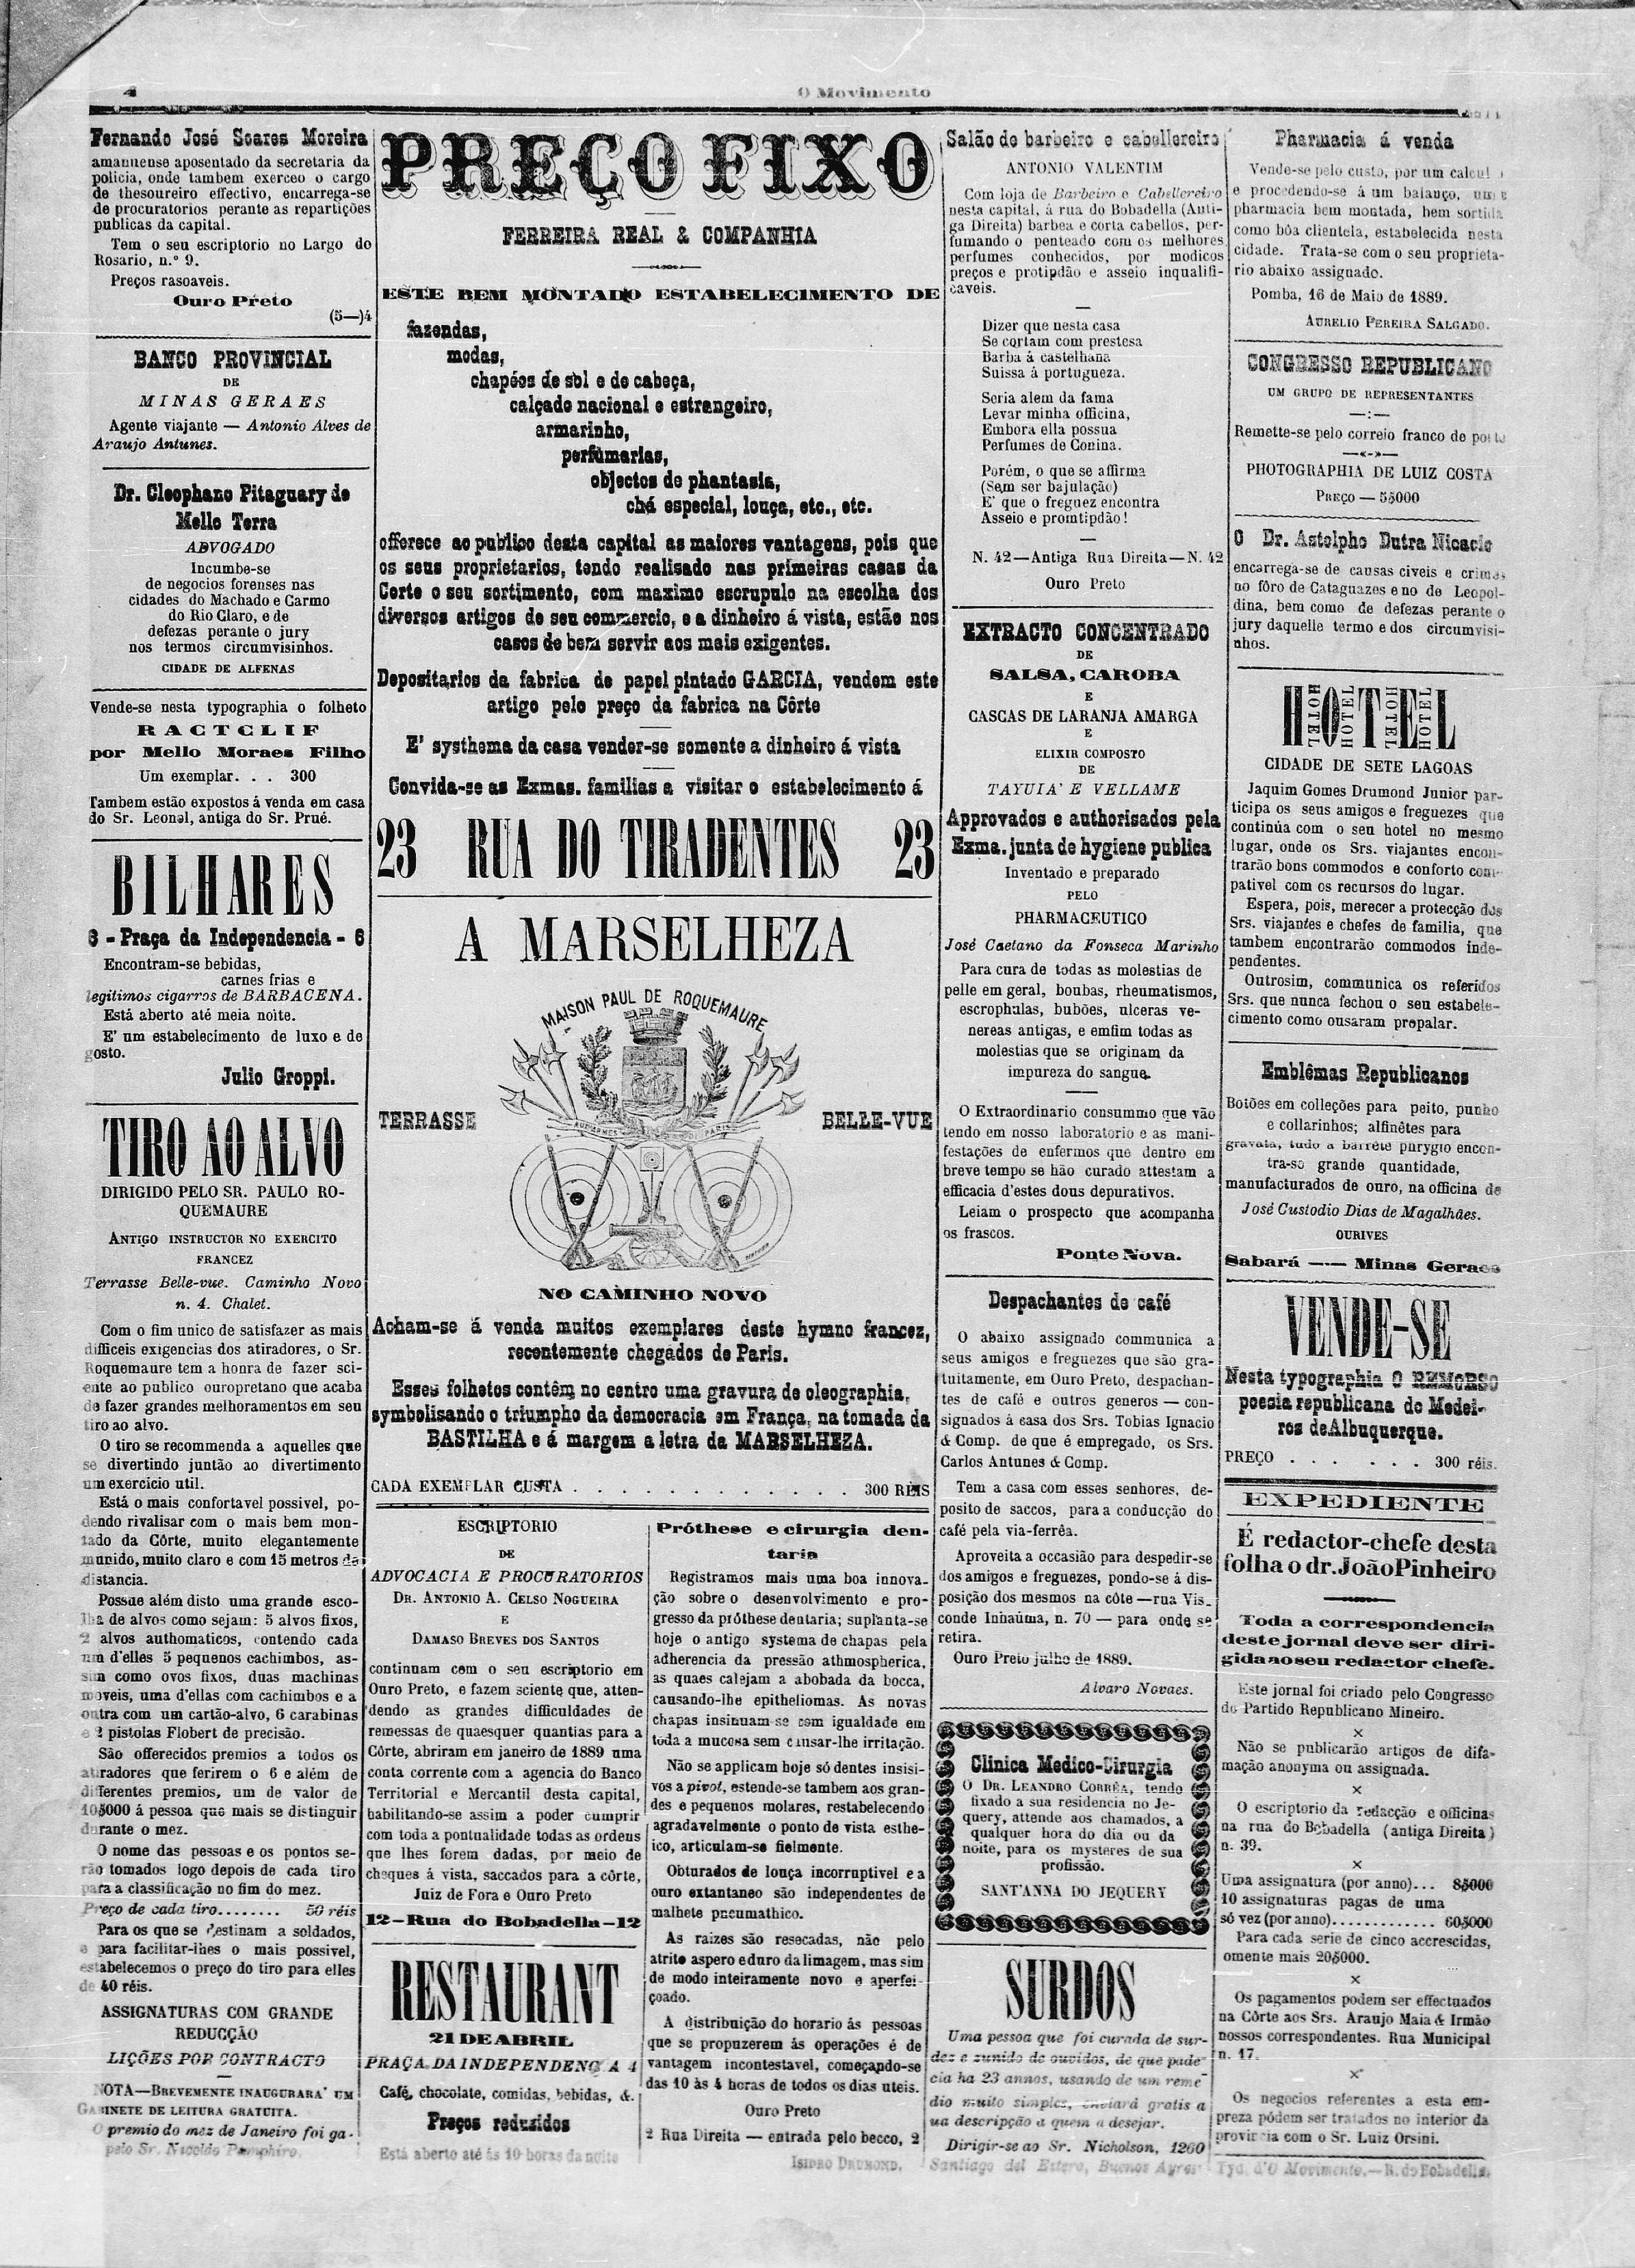 4
O Movimento
Fernando José Soares Moreira
amanuense aposentado da secretaria da
policia, onde tambem exerceo o cargo
de thesoureiro effectivo, encarrega-se
de procuratorios perante as repartições
publicas da capital.
Tem o seu escriptorio no Largo do
Rosario, n.º 9.
Preços rasoaveis.
Ouro Preto
(5—)4
BANCO PROVINCIAL
DE
MINAS GERAES
Agente viajante — Antonio Alves de
Araujo Antunes.
Dr. Cleophano Pitaguary de
Mello Terra
ADVOGADO
Incumbe-se
de negocios forenses nas
cidades do Machado e Carmo
do Rio Claro, e de
defezas perante o jury
nos termos circumvisinhos.
CIDADE DE ALFENAS
Vende-se nesta typographia o folheto
RACTCLIF
por Mello Moraes Filho
Um exemplar. . . 300
Tambem estão expostos á venda em casa
do Sr. Leonel, antiga do Sr. Prué.
BILHARES
6 - Praça da Independencia - 6
Encontram-se bebidas,
carnes frias e
legitimos cigarros de BARBACENA.
Está aberto até meia noite.
E' um estabelecimento de luxo e de
gosto.
Julio Groppi.
TIRO AO ALVO
DIRIGIDO PELO SR. PAULO RO-
QUEMAURE
ANTIGO INSTRUCTOR NO EXERCITO
FRANCEZ
Terrasse Belle-vue. Caminho Novo
n. 4. Chalet.
Com o fim unico de satisfazer as mais
difficeis exigencias dos atiradores, o Sr.
Roquemaure tem a honra de fazer sci-
ente ao publico ouropretano que acaba
de fazer grandes melhoramentos em seu
tiro ao alvo.
O tiro se recommenda a aquelles que
se divertindo juntão ao divertimento
um exercicio util.
Está o mais confortavel possivel, po-
dendo rivalisar com o mais bem mon-
tado da Côrte, muito elegantemente
munido, muito claro e com 15 metros de
distancia.
Possue além disto uma grande esco-
lha de alvos como sejam: 5 alvos fixos,
2 alvos authomaticos, contendo cada
um d'elles 5 pequenos cachimbos, as-
sim como ovos fixos, duas machinas
moveis, uma d'ellas com cachimbos e a
outra com um cartão-alvo, 6 carabinas
e 2 pistolas Flobert de precisão.
São offerecidos premios a todos os
atiradores que ferirem o 6 e além de
differentes premios, um de valor de
10$000 á pessoa que mais se distinguir
durante o mez.
O nome das pessoas e os pontos se-
rão tomados logo depois de cada tiro
para a classificação no fim do mez.
Preço de cada tiro........ 50 réis
Para os que se destinam a soldados,
e para facilitar-lhes o mais possivel,
estabelecemos o preço do tiro para elles
de 40 réis.
ASSIGNATURAS COM GRANDE
REDUCÇÃO
LIÇÕES POR CONTRACTO
NOTA—BREVEMENTE INAUGURARA' UM
GABINETE DE LEITURA GRATUITA.
O premio do mez de Janeiro foi ga-
pelo Sr. Nicoláo Pamphiro.
PREÇO FIXO
FERREIRA REAL & COMPANHIA
ESTE BEM MONTADO ESTABELECIMENTO DE
fazendas,
modas,
chapéos de sol e de cabeça,
calçado nacional e estrangeiro,
armarinho,
perfumarias,
objectos de phantasia,
chá especial, louça, etc., etc.
offerece ao publico desta capital as maiores vantagens, pois que
os seus proprietarios, tendo realisado nas primeiras casas da
Corte o seu sortimento, com maximo escrupulo na escolha dos
diversos artigos de seu commercio, e a dinheiro á vista, estão nos
casos de bem servir aos mais exigentes.
Depositarios da fabrica de papel pintado GARCIA, vendem este
artigo pelo preço da fabrica na Côrte
E' systhema da casa vender-se somente a dinheiro á vista
Convida-se as Exmas. familias a visitar o estabelecimento á
23 RUA DO TIRADENTES 23
A MARSELHEZA
MAISON PAUL DE ROQUEMAURE
TERRASSE BELLE-VUE
NO CAMINHO NOVO
Acham-se á venda muitos exemplares deste hymno francez,
recentemente chegados de Paris.
Esses folhetos contêm no centro uma gravura de oleographia,
symbolisando o triumpho da democracia em França, na tomada da
BASTILHA e á margem a letra da MARSELHEZA.
CADA EXEMPLAR CUSTA . . . . . . . . . . . . . 300 RÉIS
ESCRIPTORIO
DE
ADVOCACIA E PROCURATORIOS
DR. ANTONIO A. CELSO NOGUEIRA
E
DAMASO BREVES DOS SANTOS
continuam com o seu escriptorio em
Ouro Preto, e fazem sciente que, atten-
dendo as grandes difficuldades de
remessas de quaesquer quantias para a
Côrte, abriram em janeiro de 1889 uma
conta corrente com a agencia do Banco
Territorial e Mercantil desta capital,
habilitando-se assim a poder cumprir
com toda a pontualidade todas as ordens
que lhes forem dadas, por meio de
cheques á vista, saccados para a côrte,
Juiz de Fora e Ouro Preto
12—Rua do Bobadella—12
RESTAURANT
21 DE ABRIL
PRAÇA DA INDEPENDENÇA 4
Café, chocolate, comidas, bebidas, &.
Preços reduzidos
Está aberto até ás 10 horas da noite
Próthese e cirurgia den-
taria
Registramos mais uma boa innova-
ção sobre o desenvolvimento e pro-
gresso da próthese dentaria; suplanta-se
hoje o antigo systema de chapas pela
adherencia da pressão athmospherica,
as quaes calejam a abobada da bocca,
causando-lhe epitheliomas. As novas
chapas insinuam-se com igualdade em
toda a mucosa sem causar-lhe irritação.
Não se applicam hoje só dentes insisi-
vos a pivot, estende-se tambem aos gran-
des e pequenos molares, restabelecendo
agradavelmente o ponto de vista esthe-
ico, articulam-se fielmente.
Obturados de louça incorruptivel e a
ouro extantaneo são independentes de
malhete pneumathico.
As raizes são resecadas, não pelo
atrito aspero e duro da limagem, mas sim
de modo inteiramente novo e aperfei-
çoado.
A distribuição do horario ás pessoas
que se propuzerem ás operações é de
vantagem incontestavel, começando-se
das 10 às 4 horas de todos os dias uteis.
Ouro Preto
2 Rua Direita — entrada pelo becco, 2
ISIDRO DRUMOND.
Salão de barbeiro e cabellereiro
ANTONIO VALENTIM
Com loja de Barbeiro e Cabellereiro
nesta capital, á rua do Bobadella (Anti-
ga Direita) barbea e corta cabellos, per-
fumando o penteado com os melhores
perfumes conhecidos, por modicos
preços e protipdão e asseio inqualifi-
caveis.
Dizer que nesta casa
Se cortam com prestesa
Barba á castelhana
Suissa á portugueza.
Seria alem da fama
Levar minha officina,
Embora ella possua
Perfumes de Conina.
Porém, o que se affirma
(Sem ser bajulação)
E' que o freguez encontra
Asseio e promtipdão!
N. 42—Antiga Rua Direita—N. 42
Ouro Preto
EXTRACTO CONCENTRADO
DE
SALSA, CAROBA
E
CASCAS DE LARANJA AMARGA
E
ELIXIR COMPOSTO
DE
TAYUIA' E VELLAME
Approvados e authorisados pela
Exma. junta de hygiene publica
Inventado e preparado
PELO
PHARMACEUTICO
José Caetano da Fonseca Marinho
Para cura de todas as molestias de
pelle em geral, boubas, rheumatismos,
escrophulas, bubões, ulceras ve-
nereas antigas, e emfim todas as
molestias que se originam da
impureza do sangue.
O Extraordinario consummo que vão
tendo em nosso laboratorio e as mani-
festações de enfermos que dentro em
breve tempo se hão curado attestam a
efficacia d'estes dous depurativos.
Leiam o prospecto que acompanha
os frascos.
Ponte Nova.
Despachantes de café
O abaixo assignado communica a
seus amigos e freguezes que são gra-
tuitamente, em Ouro Preto, despachan-
tes de café e outros generos — con-
signados á casa dos Srs. Tobias Ignacio
& Comp. de que é empregado, os Srs.
Carlos Antunes & Comp.
Tem a casa com esses senhores, de-
posito de saccos, para a conducção do
café pela via-ferrêa.
Aproveita a occasião para despedir-se
dos amigos e freguezes, pondo-se á dis-
posição dos mesmos na côte —rua Vis-
conde Inhaúma, n. 70 — para onde se
retira.
Ouro Preto julho de 1889.
Alvaro Novaes.
Clinica Medico-Cirurgia
O DR. LEANDRO CORRÊA, tendo
fixado a sua residencia no Je-
query, attende aos chamados, a
qualquer hora do dia ou da
noite, para os mysteres de sua
profissão.
SANT'ANNA DO JEQUERY
SURDOS
Uma pessoa que foi curada de sur-
dez e zunido de ouvidos, de que pade-
cia ha 23 annos, usando de um reme-
dio muito simples, enviará gratis a
ua descripção a quem a desejar.
Dirigir-se ao Sr. Nicholson, 1260
Santiago del Estero, Buenos Ayres
Pharmacia á venda
Vende-se pelo custo, por um calcul
e procedendo-se á um balanço, uma
pharmacia bem montada, bem sortida
como bôa clientela, estabelecida nesta
cidade. Trata-se com o seu proprieta-
rio abaixo assignado.
Pomba, 16 de Maio de 1889.
AURELIO PEREIRA SALGADO.
CONGRESSO REPUBLICANO
UM GRUPO DE REPRESENTANTES
Remette-se pelo correio franco de porte
PHOTOGRAPHIA DE LUIZ COSTA
PREÇO — 5$000
O Dr. Astolpho Dutra Nicacio
encarrega-se de causas civeis e crimes
no fôro de Cataguazes e no de Leopol-
dina, bem como de defezas perante o
jury daquelle termo e dos circumvisi-
nhos.
HOTEL
HOTEL HOTEL HOTEL HOTEL
CIDADE DE SETE LAGOAS
Jaquim Gomes Drumond Junior par-
ticipa os seus amigos e freguezes que
continúa com o seu hotel no mesmo
lugar, onde os Srs. viajantes encon-
trarão bons commodos e conforto com-
pativel com os recursos do lugar.
Espera, pois, merecer a protecção dos
Srs. viajantes e chefes de familia, que
tambem encontrarão commodos inde-
pendentes.
Outrosim, communica os referidos
Srs. que nunca fechou o seu estabele-
cimento como ousaram propalar.
Emblêmas Republicanos
Botões em colleções para peito, punho
e collarinhos; alfinêtes para
gravata, tudo a barrête phrygio encon-
tra-se grande quantidade,
manufacturados de ouro, na officina de
José Custodio Dias de Magalhães.
OURIVES
Sabará —— Minas Geraes
VENDE-SE
Nesta typographia O REMORSO
poesia republicana do Medei-
ros de Albuquerque.
PREÇO . . . . . . 300 réis.
EXPEDIENTE
É redactor-chefe desta
folha o dr. João Pinheiro
Toda a correspondencia
deste jornal deve ser diri-
gida ao seu redactor chefe.
Este jornal foi criado pelo Congresso
do Partido Republicano Mineiro.
×
Não se publicarão artigos de difa-
mação anonyma ou assignada.
×
O escriptorio da redacção e officinas
na rua do Bobadella (antiga Direita)
n. 39.
×
Uma assignatura (por anno)... 8$000
10 assignaturas pagas de uma
só vez (por anno)............. 60$000
Para cada serie de cinco accrescidas,
omente mais 20$000.
×
Os pagamentos podem ser effectuados
na Côrte aos Srs. Araujo Maia & Irmão
nossos correspondentes. Rua Municipal
n. 17.
×
Os negocios referentes a esta em-
preza pódem ser tratados no interior da
provincia com o Sr. Luiz Orsini.
Typ. d'O Movimento.—R. do Bobadella.